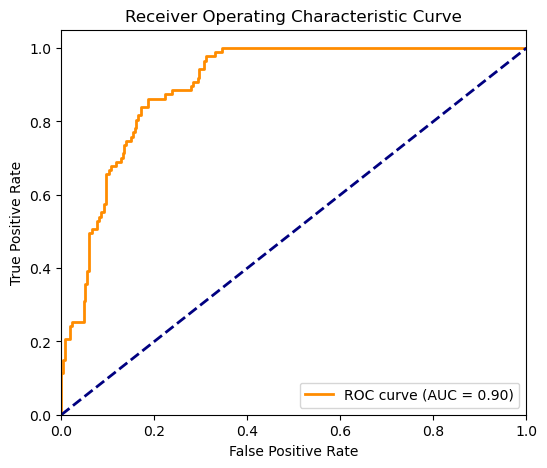 Receiver Operating Characteristic Curve
1.0
0.8
0.6
0.4
0.2
0.0
True Positive Rate
ROC curve (AUC = 0.90)
0.0 0.2 0.4 0.6 0.8 1.0
False Positive Rate